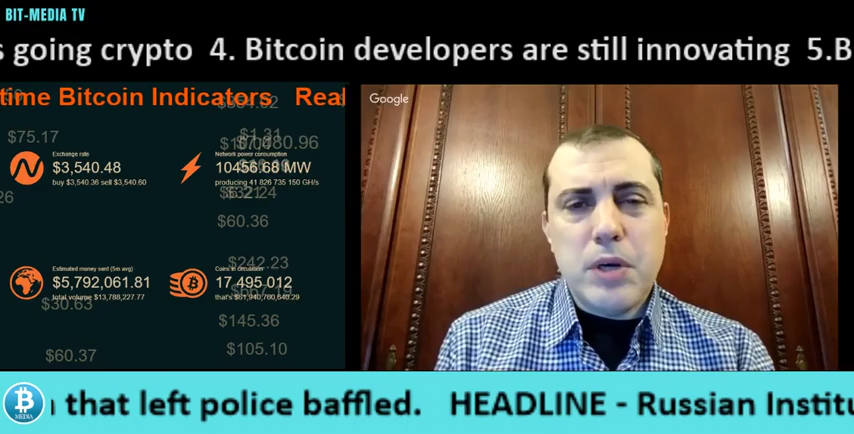 BIT-MEDIA TV
s going crypto 4. Bitcoin developers are still innovating 5.B
time Bitcoin Indicators Real
$75.17
$60.36
Exchange rate
$3,540.48
buy $3,540.36 sell $3,540.60
Network power consumption
10456.68 MW
producing 41 826 735 150 GH/s
$242.23
Estimated money sent (5m avg)
$5,792,061.81
total volume $13,788,227.77
Coins in circulation
17,495,012
$30.63
$145.36
$105.10
$60.37
Google
BITCOIN MEDIA
that left police baffled. HEADLINE - Russian Institu